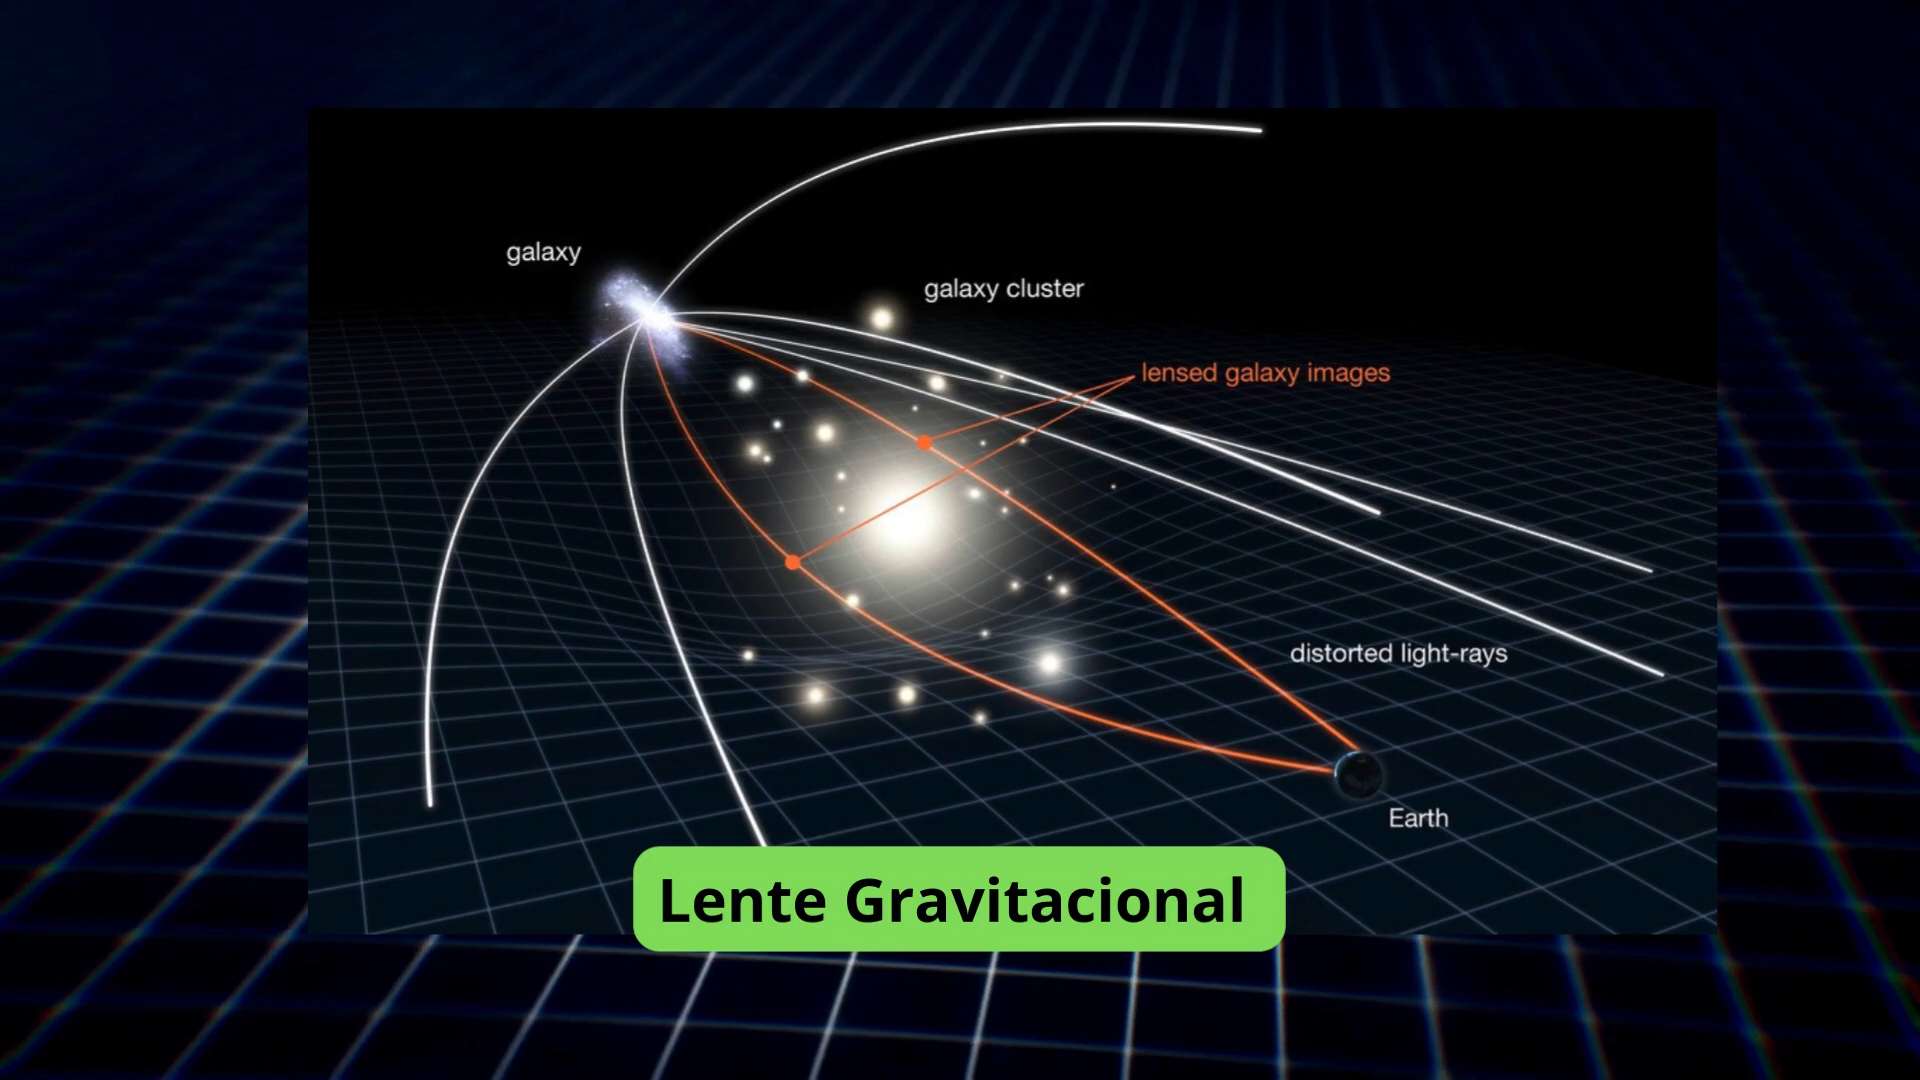 galaxy
galaxy cluster
lensed galaxy images
distorted light-rays
Earth
Lente Gravitacional